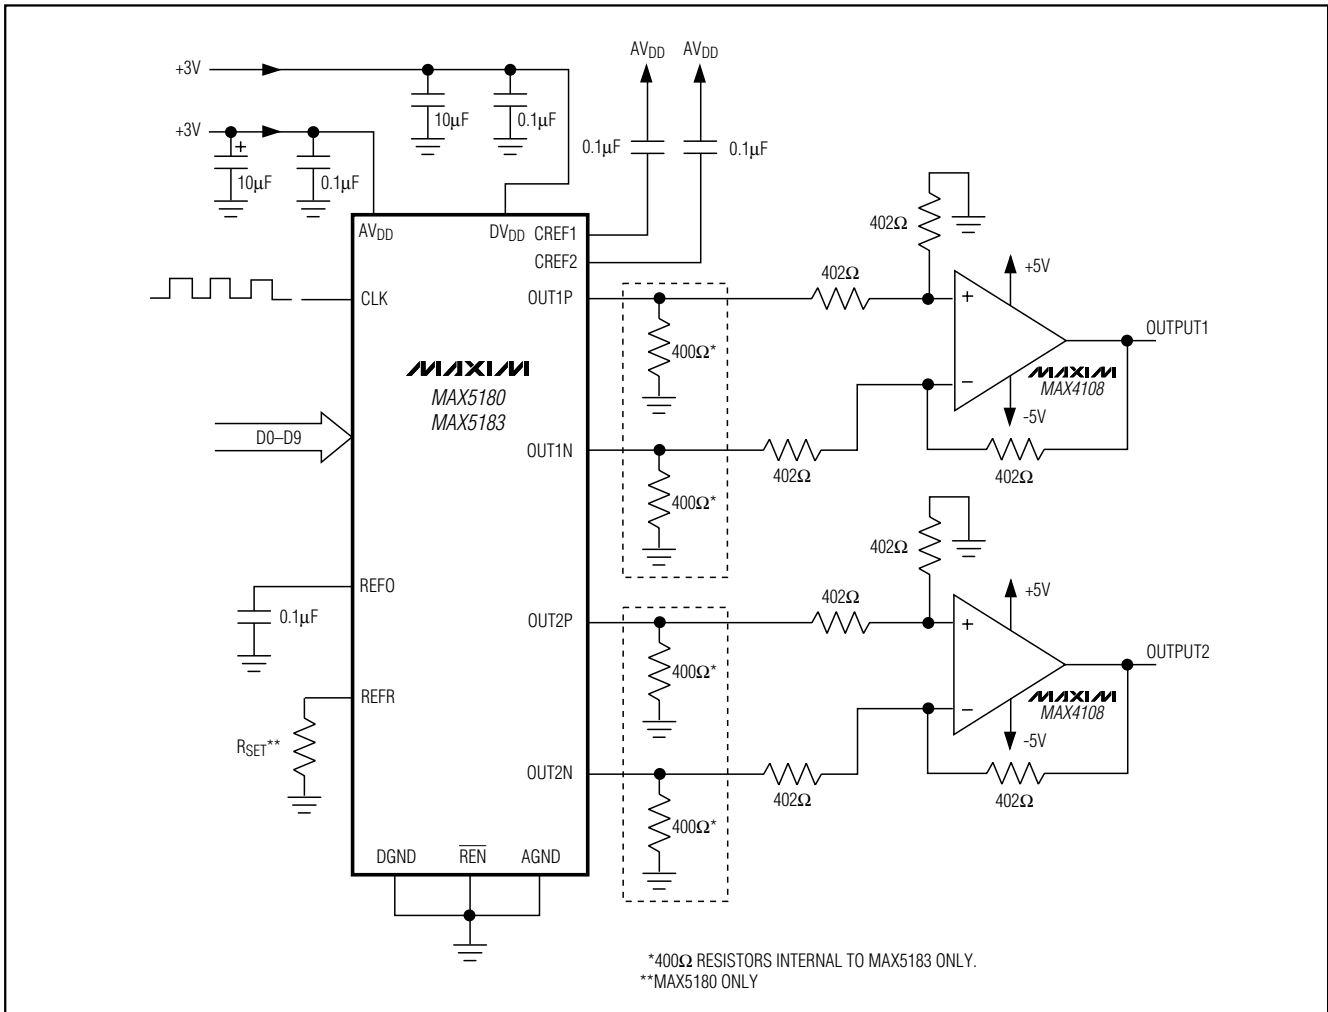 AVDD AVDD
+3V
10µF 0.1µF
0.1µF 0.1µF
+3V
+
10µF 0.1µF
AVDD DVDD CREF1
CREF2
CLK
OUT1P
MAXIM
MAX5180
MAX5183
D0–D9
OUT1N
REFO
0.1µF
OUT2P
REFR
RSET**
OUT2N
DGND REN AGND
400Ω*
400Ω*
400Ω*
400Ω*
402Ω
402Ω
+
+5V
OUTPUT1
MAXIM
MAX4108
−
-5V
402Ω
402Ω
402Ω
402Ω
+
+5V
OUTPUT2
MAXIM
MAX4108
−
-5V
402Ω
402Ω
*400Ω RESISTORS INTERNAL TO MAX5183 ONLY.
**MAX5180 ONLY